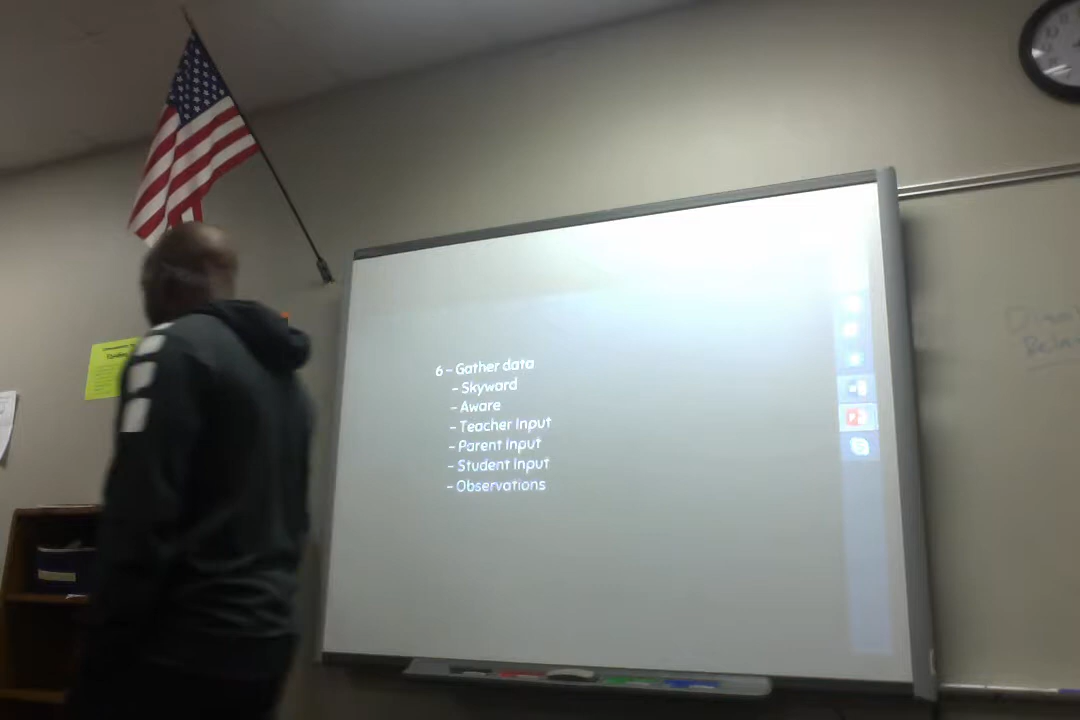 6 - Gather data
- Skyward
- Aware
- Teacher Input
- Parent Input
- Student Input
- Observations